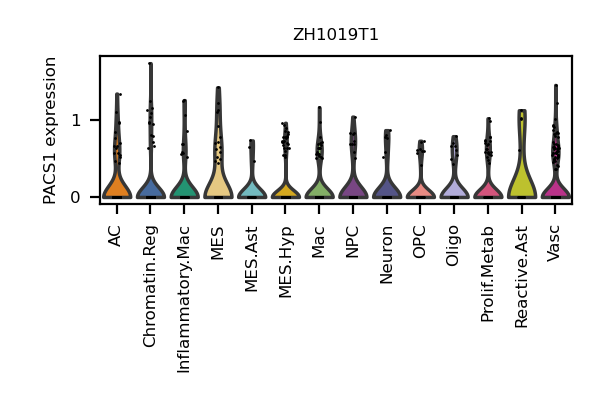 ZH1019T1
PACS1 expression
1
0
AC
Chromatin.Reg
Inflammatory.Mac
MES
MES.Ast
MES.Hyp
Mac
NPC
Neuron
OPC
Oligo
Prolif.Metab
Reactive.Ast
Vasc